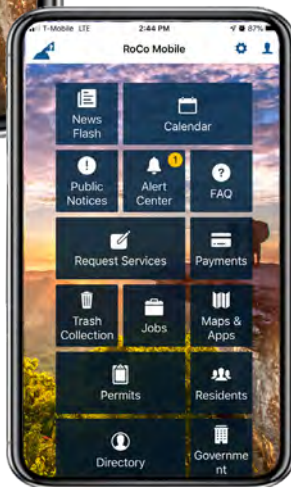 T-Mobile LTE 2:44 PM 87%
RoCo Mobile
News
Flash
Calendar
Public
Notices
Alert
Center
1
FAQ
Request Services
Payments
Trash
Collection
Jobs
Maps &
Apps
Permits
Residents
Directory
Governme
nt